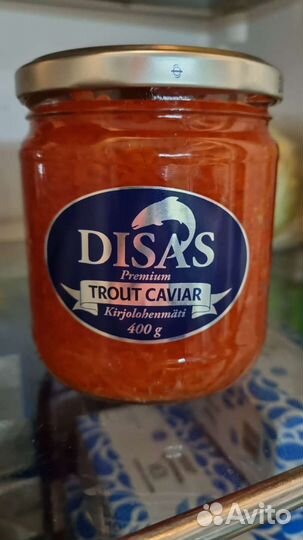 DISAS
Premium
TROUT CAVIAR
Kirjolohenmäti
400 g
Avito